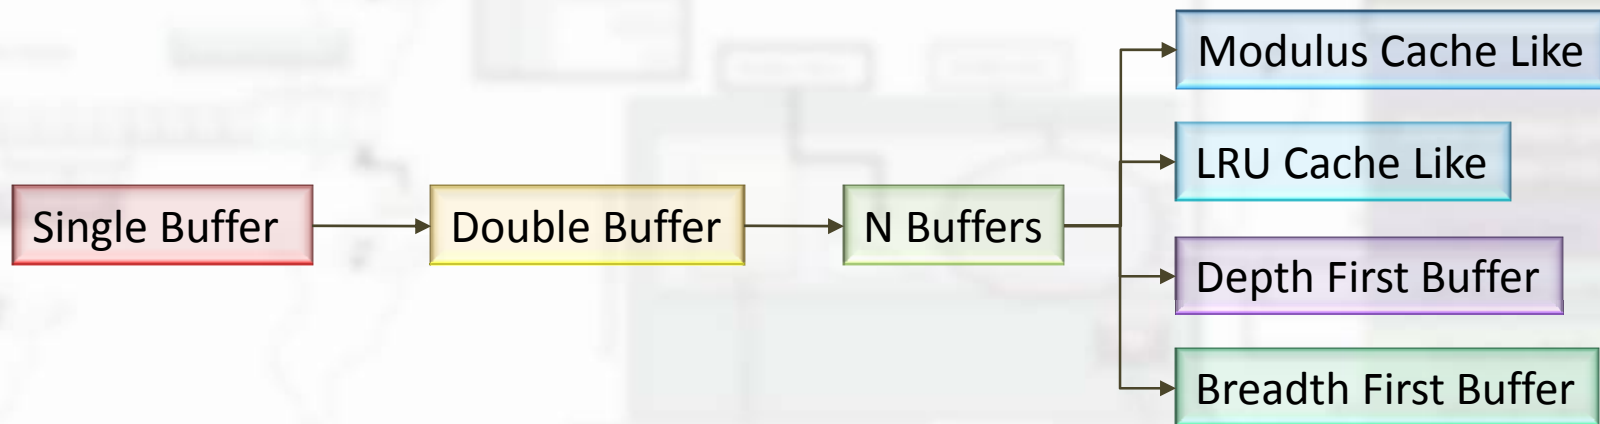 Single Buffer
Double Buffer
N Buffers
Modulus Cache Like
LRU Cache Like
Depth First Buffer
Breadth First Buffer